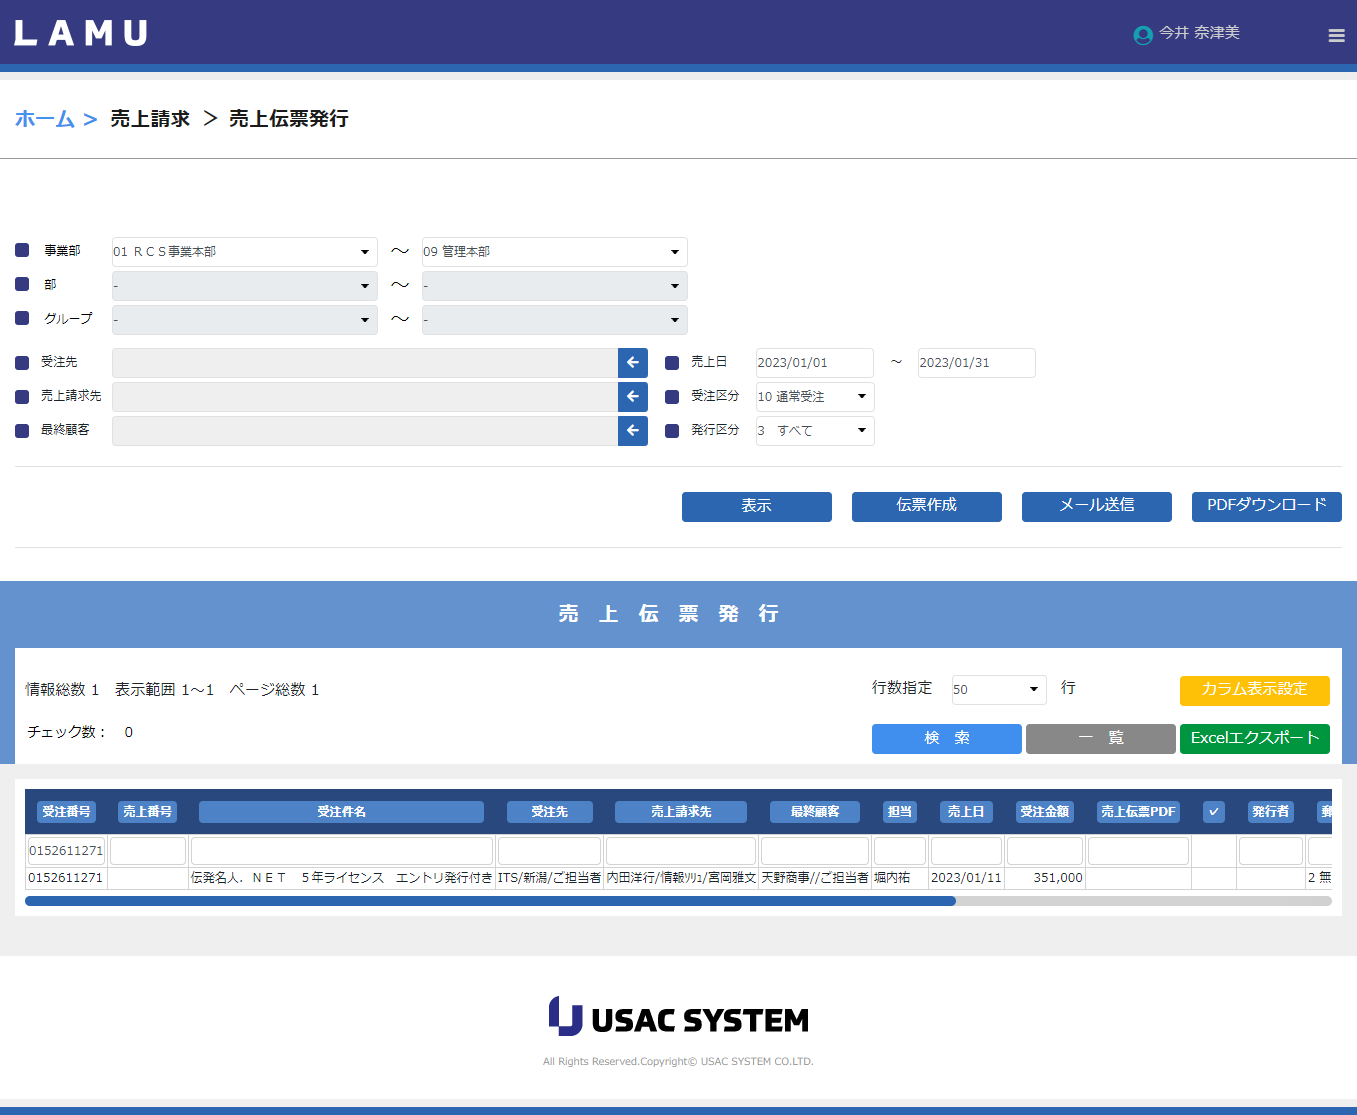 LAMU
今井 奈津美
ホーム > 売上請求 ＞ 売上伝票発行
事業部 01 ＲＣＳ事業本部 ～ 09 管理本部
部 - ～ -
グループ - ～ -
受注先 売上日 2023/01/01 ～ 2023/01/31
売上請求先 受注区分 10 通常受注
最終顧客 発行区分 3　すべて
表示 伝票作成 メール送信 PDFダウンロード
売 上 伝 票 発 行
情報総数 1　表示範囲 1～1　ページ総数 1 行数指定 50 行 カラム表示設定
チェック数： 0 検　索 一　覧 Excelエクスポート
受注番号 売上番号 受注件名 受注先 売上請求先 最終顧客 担当 売上日 受注金額 売上伝票PDF ✓ 発行者
0152611271
0152611271 伝発名人．ＮＥＴ　５年ライセンス　エントリ発行付き ITS/新潟/ご担当者 内田洋行/情報ｿﾘｭ/宮岡雅文 天野商事//ご担当者 堀内祐 2023/01/11 351,000 2 無
USAC SYSTEM
All Rights Reserved.Copyright© USAC SYSTEM CO.LTD.